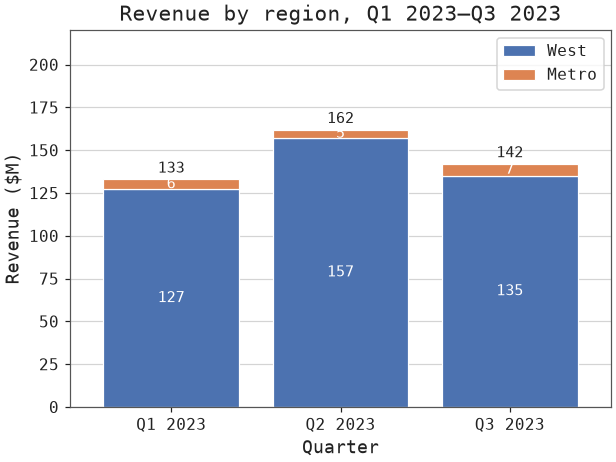 Revenue by region, Q1 2023–Q3 2023
West
Metro
Revenue ($M)
200
175
150
125
100
75
50
25
0
133
6
127
162
5
157
142
7
135
Q1 2023
Q2 2023
Q3 2023
Quarter